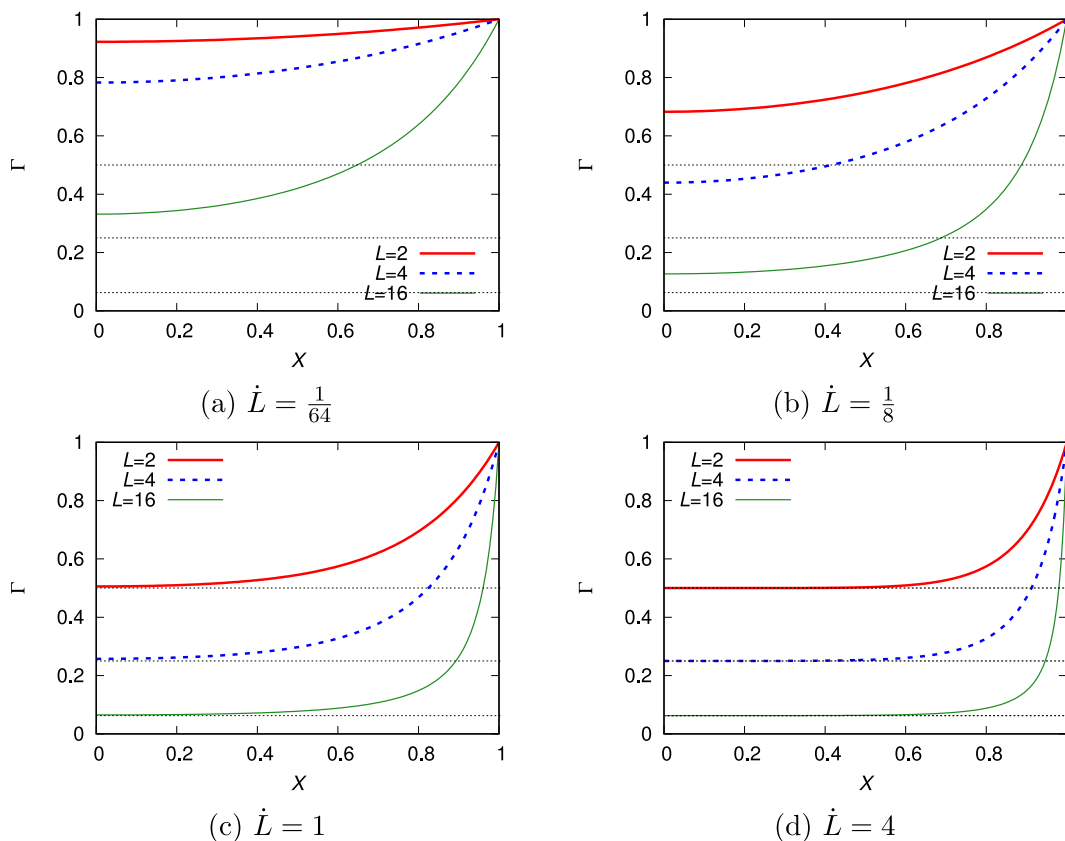 1
0.8
0.6
Γ
0.4
0.2
0
L=2
L=4
L=16
0 0.2 0.4 0.6 0.8 1
X
(a) L̇ = 1/64
1
0.8
0.6
Γ
0.4
0.2
0
L=2
L=4
L=16
0 0.2 0.4 0.6 0.8
X
(b) L̇ = 1/8
1
0.8
0.6
Γ
0.4
0.2
0
L=2
L=4
L=16
0 0.2 0.4 0.6 0.8 1
X
(c) L̇ = 1
1
0.8
0.6
Γ
0.4
0.2
0
L=2
L=4
L=16
0 0.2 0.4 0.6 0.8
X
(d) L̇ = 4